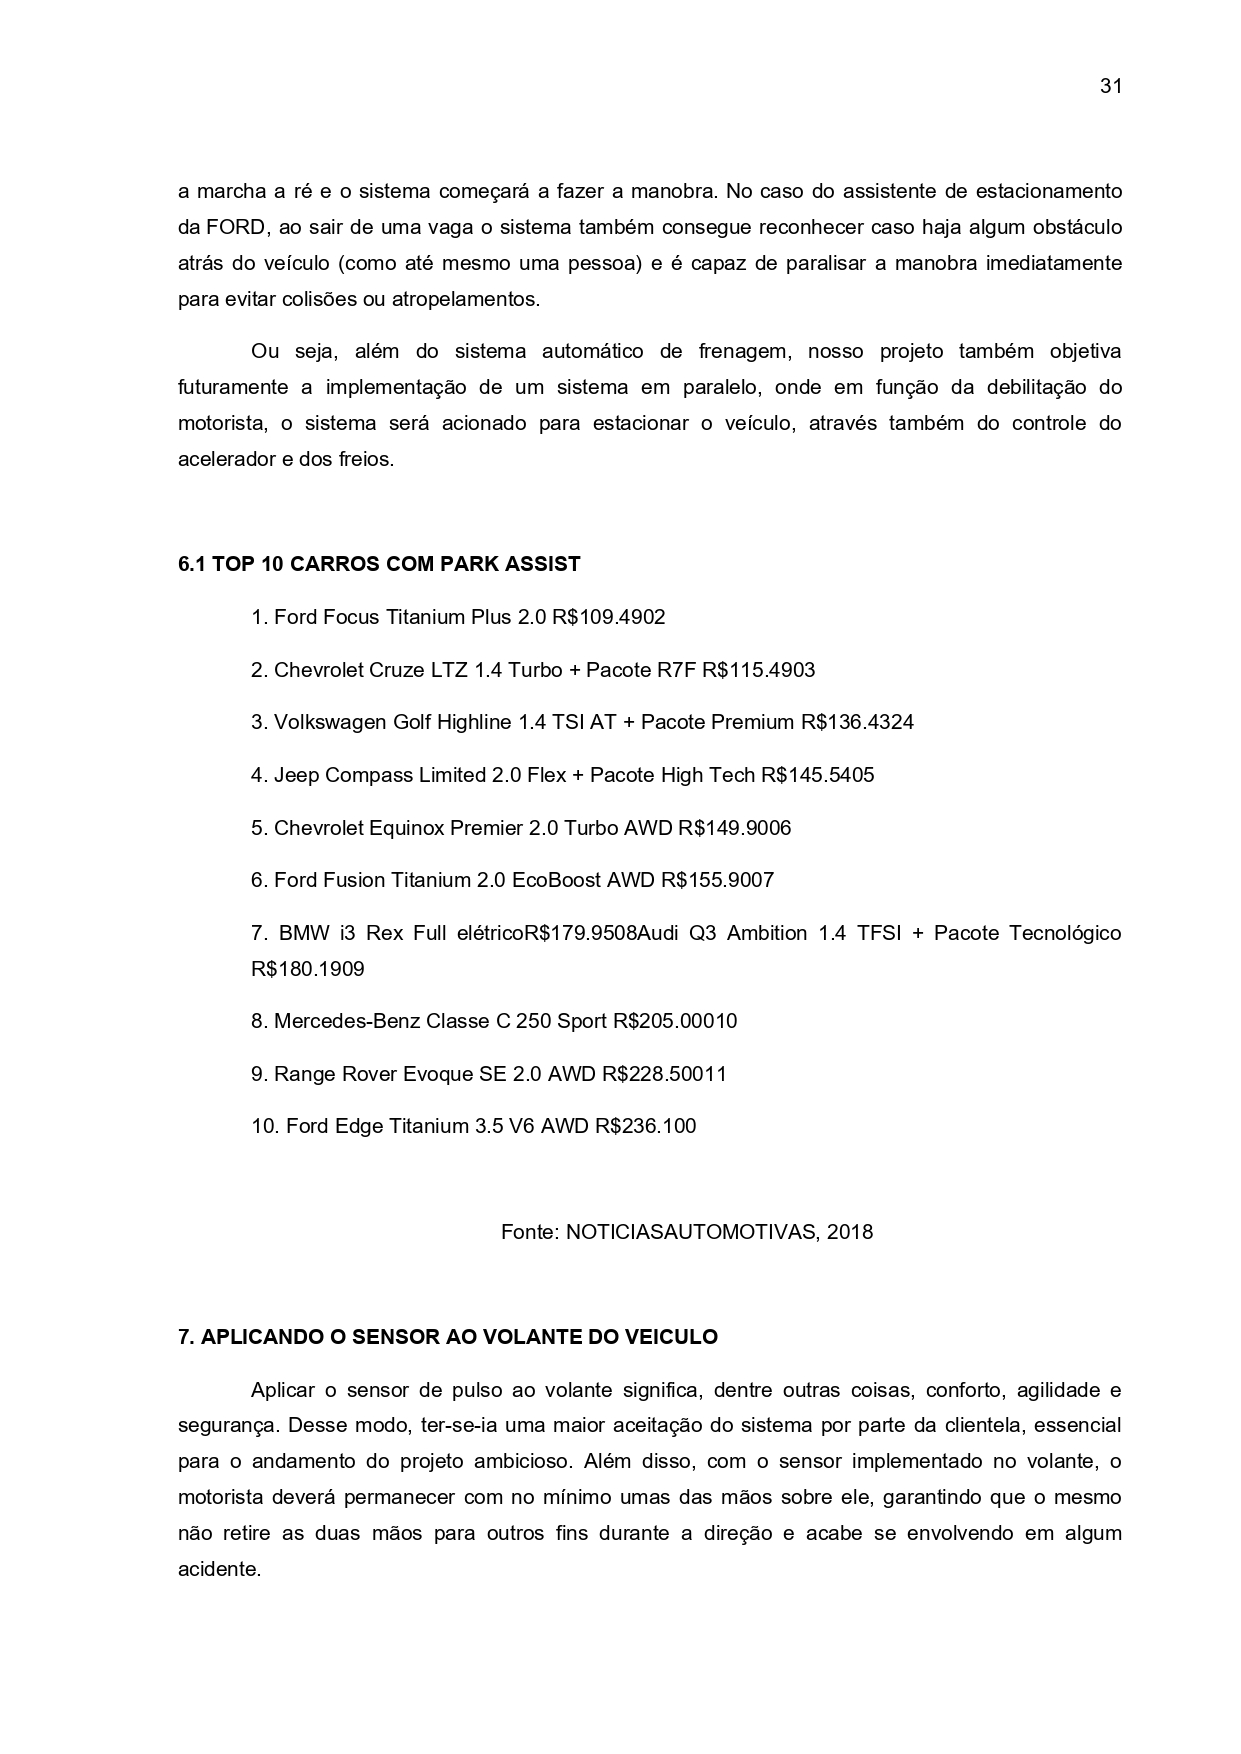 31
a marcha a ré e o sistema começará a fazer a manobra. No caso do assistente de estacionamento
da FORD, ao sair de uma vaga o sistema também consegue reconhecer caso haja algum obstáculo
atrás do veículo (como até mesmo uma pessoa) e é capaz de paralisar a manobra imediatamente
para evitar colisões ou atropelamentos.
Ou seja, além do sistema automático de frenagem, nosso projeto também objetiva
futuramente a implementação de um sistema em paralelo, onde em função da debilitação do
motorista, o sistema será acionado para estacionar o veículo, através também do controle do
acelerador e dos freios.
6.1 TOP 10 CARROS COM PARK ASSIST
1. Ford Focus Titanium Plus 2.0 R$109.4902
2. Chevrolet Cruze LTZ 1.4 Turbo + Pacote R7F R$115.4903
3. Volkswagen Golf Highline 1.4 TSI AT + Pacote Premium R$136.4324
4. Jeep Compass Limited 2.0 Flex + Pacote High Tech R$145.5405
5. Chevrolet Equinox Premier 2.0 Turbo AWD R$149.9006
6. Ford Fusion Titanium 2.0 EcoBoost AWD R$155.9007
7. BMW i3 Rex Full elétricoR$179.9508Audi Q3 Ambition 1.4 TFSI + Pacote Tecnológico
R$180.1909
8. Mercedes-Benz Classe C 250 Sport R$205.00010
9. Range Rover Evoque SE 2.0 AWD R$228.50011
10. Ford Edge Titanium 3.5 V6 AWD R$236.100
Fonte: NOTICIASAUTOMOTIVAS, 2018
7. APLICANDO O SENSOR AO VOLANTE DO VEICULO
Aplicar o sensor de pulso ao volante significa, dentre outras coisas, conforto, agilidade e
segurança. Desse modo, ter-se-ia uma maior aceitação do sistema por parte da clientela, essencial
para o andamento do projeto ambicioso. Além disso, com o sensor implementado no volante, o
motorista deverá permanecer com no mínimo umas das mãos sobre ele, garantindo que o mesmo
não retire as duas mãos para outros fins durante a direção e acabe se envolvendo em algum
acidente.